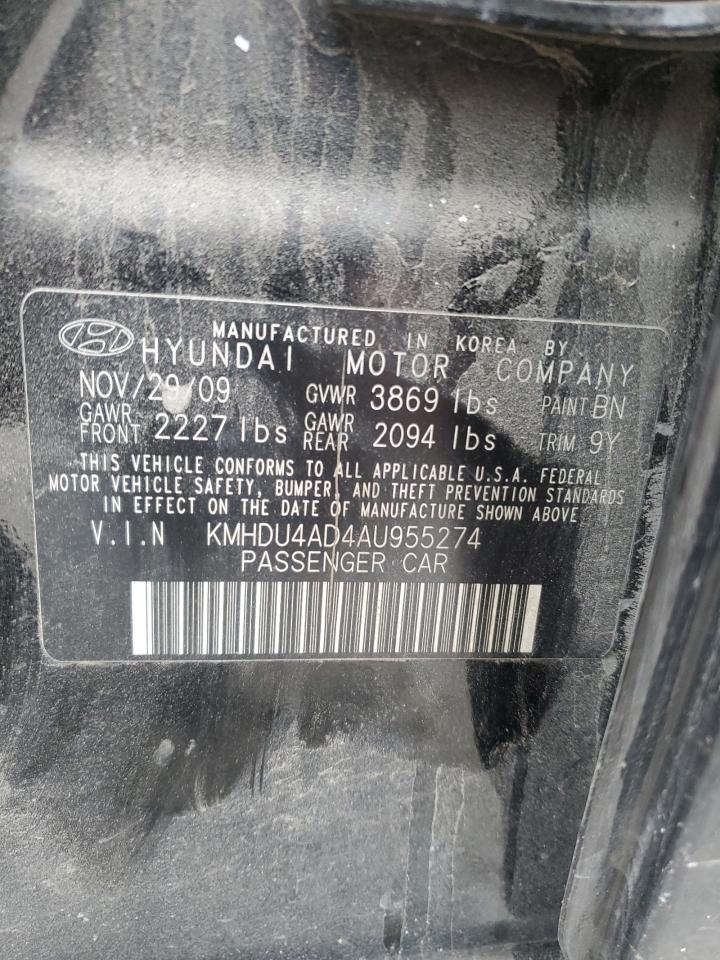 MANUFACTURED IN KOREA BY
HYUNDAI MOTOR COMPANY
NOV/29/09 GVWR 3869 lbs PAINT BN
GAWR FRONT 2227 lbs GAWR REAR 2094 lbs TRIM 9Y
THIS VEHICLE CONFORMS TO ALL APPLICABLE U.S.A. FEDERAL
MOTOR VEHICLE SAFETY, BUMPER, AND THEFT PREVENTION STANDARDS
IN EFFECT ON THE DATE OF MANUFACTURE SHOWN ABOVE
V.I.N KMHDU4AD4AU955274
PASSENGER CAR